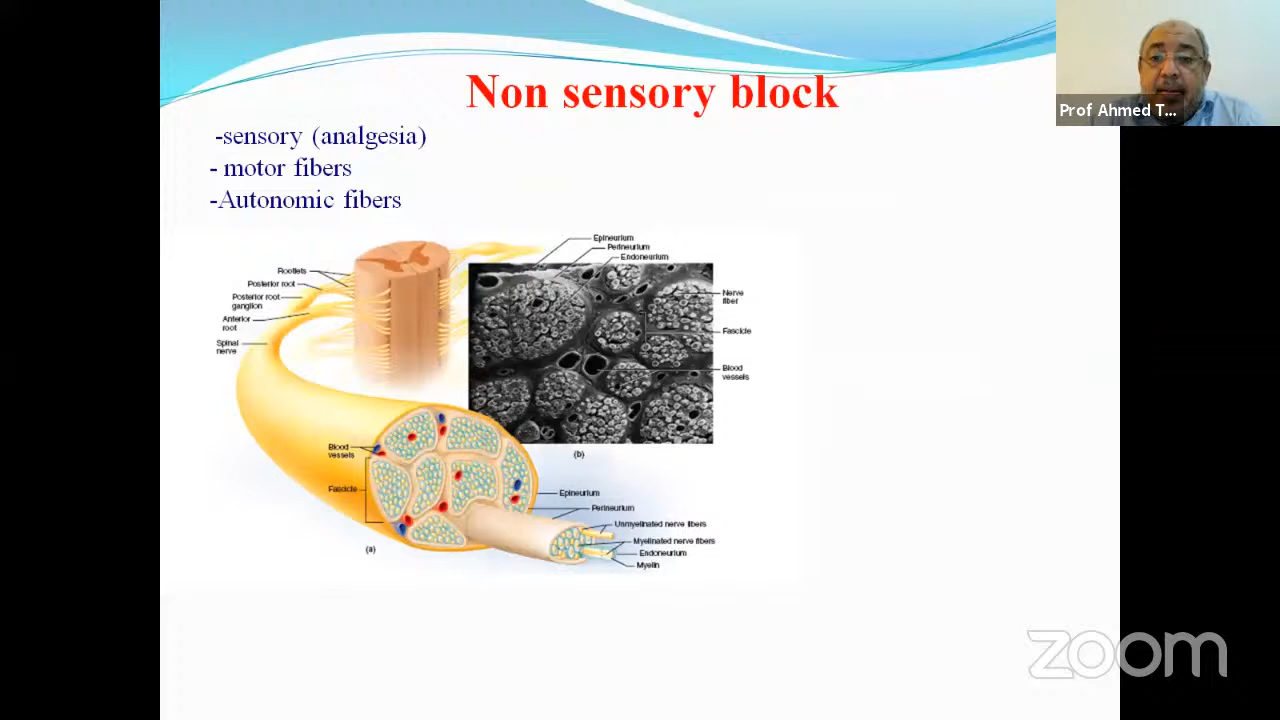 Non sensory block
Prof Ahmed T...
-sensory (analgesia)
- motor fibers
-Autonomic fibers
Epineurium
Perineurium
Endoneurium
Rootlets
Posterior root
Posterior root
ganglion
Anterior
root
Spinal
nerve
Nerve
fiber
Fascicle
Blood
vessels
(b)
Blood
vessels
Fascicle
(a)
Epineurium
Perineurium
Unmyelinated nerve fibers
Myelinated nerve fibers
Endoneurium
Myelin
zoom